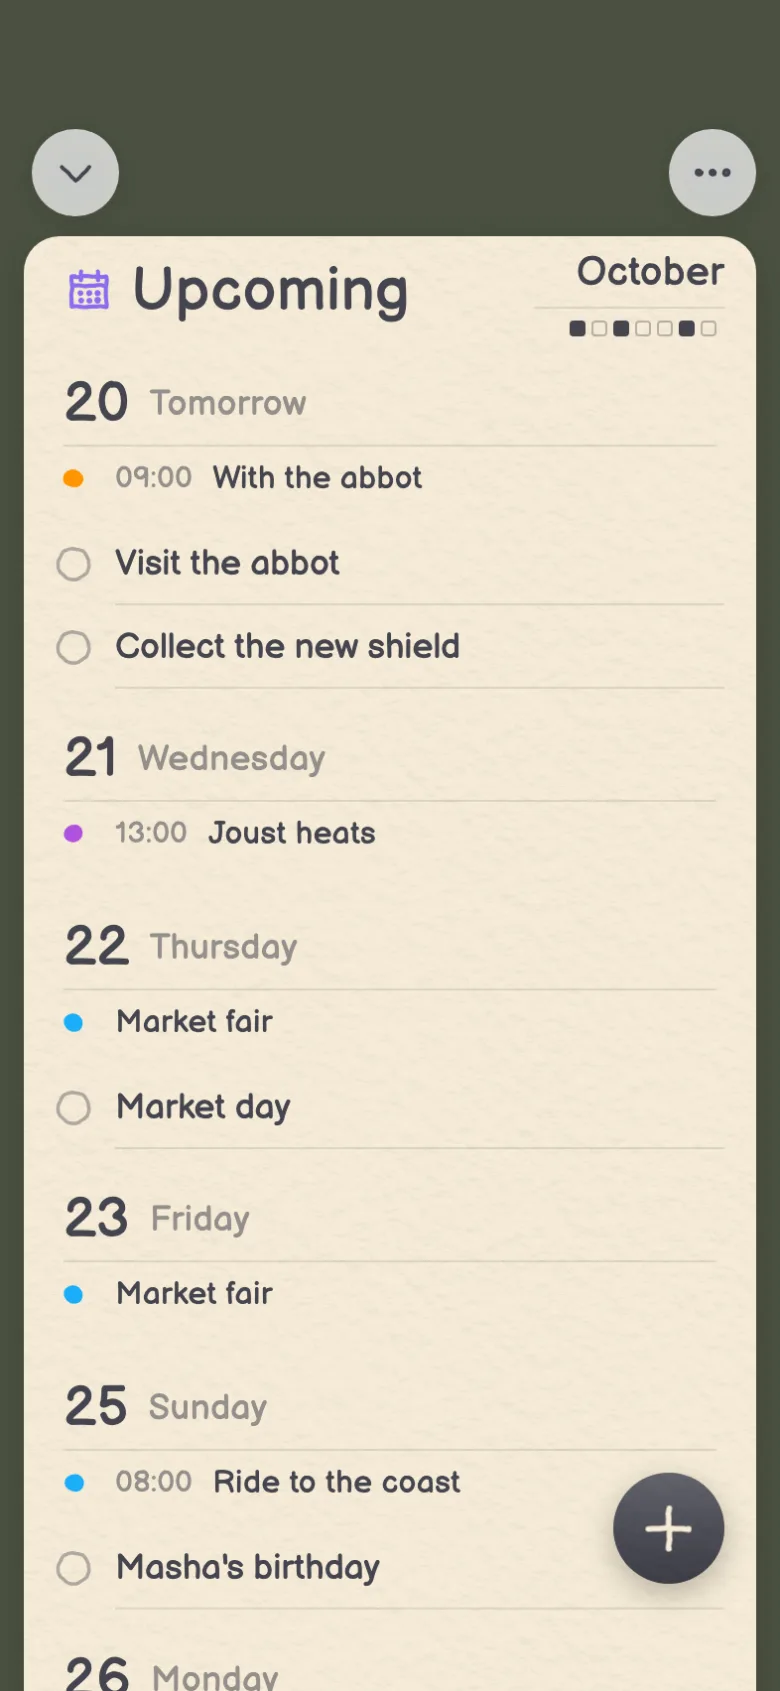 Upcoming
October
20 Tomorrow
09:00 With the abbot
Visit the abbot
Collect the new shield
21 Wednesday
13:00 Joust heats
22 Thursday
Market fair
Market day
23 Friday
Market fair
25 Sunday
08:00 Ride to the coast
Masha's birthday
26 Monday